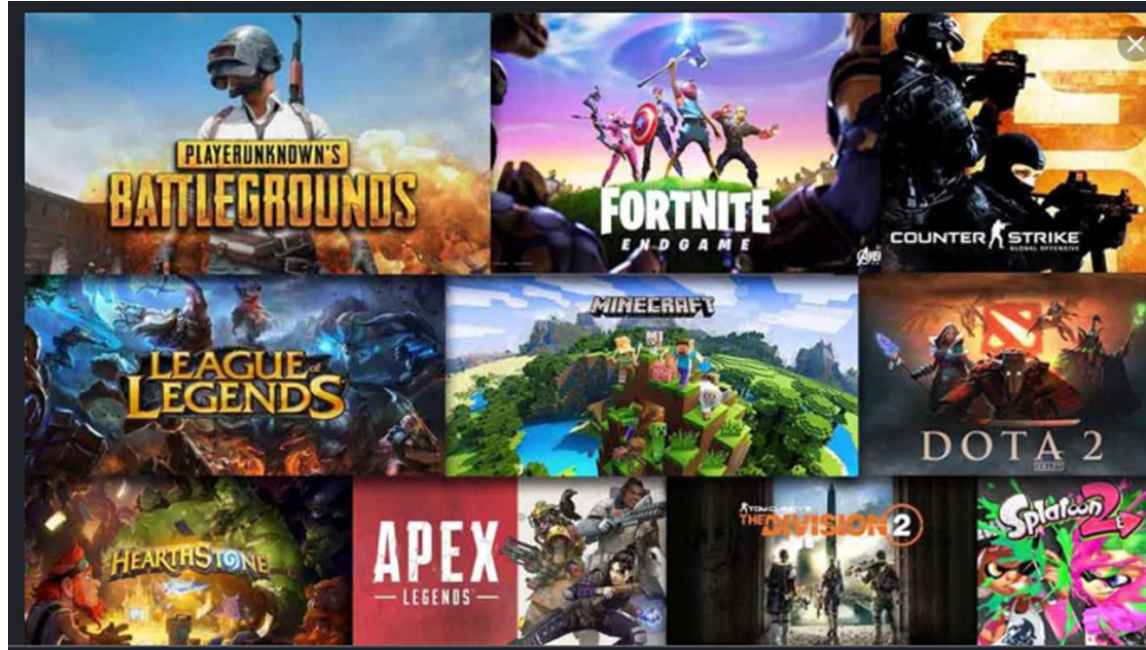 PLAYERUNKNOWN'S
BATTLEGROUNDS
FORTNITE
ENDGAME
COUNTER STRIKE
GLOBAL OFFENSIVE
LEAGUE of
LEGENDS
MINECRAFT
DOTA 2
HEARTHSTONE
APEX
LEGENDS
TOM CLANCY'S
THE DIVISION 2
Splatoon 2